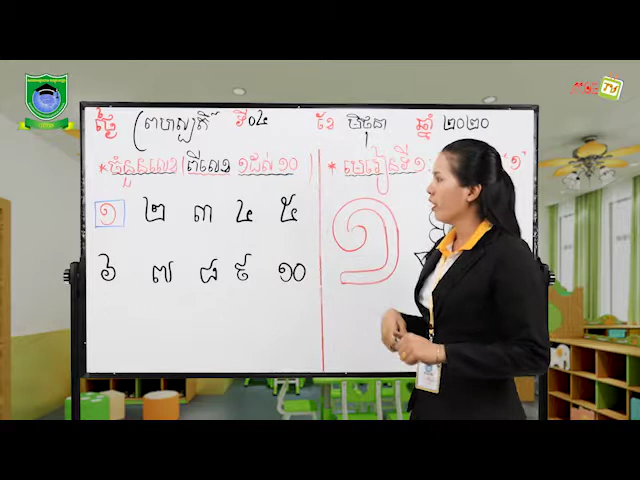 ថ្ងៃ ព្រហស្បតិ៍ ទី០៤ ខែ មិថុនា ឆ្នាំ ២០២០
*ចំនួនលេខ ពីលេខ ១ដល់ ១០
*មេរៀនទី១ "១"
១ ២ ៣ ៤ ៥
៦ ៧ ៨ ៩ ១០
១
TV